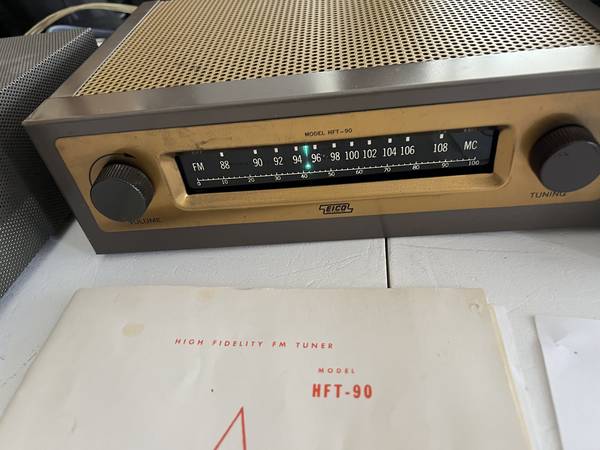 MODEL HFT-90
FM 88 90 92 94 96 98 100 102 104 106 108 MC
0 10 20 30 40 50 60 70 80 90 100
VOLUME
EICO
TUNING
HIGH FIDELITY FM TUNER
MODEL
HFT-90